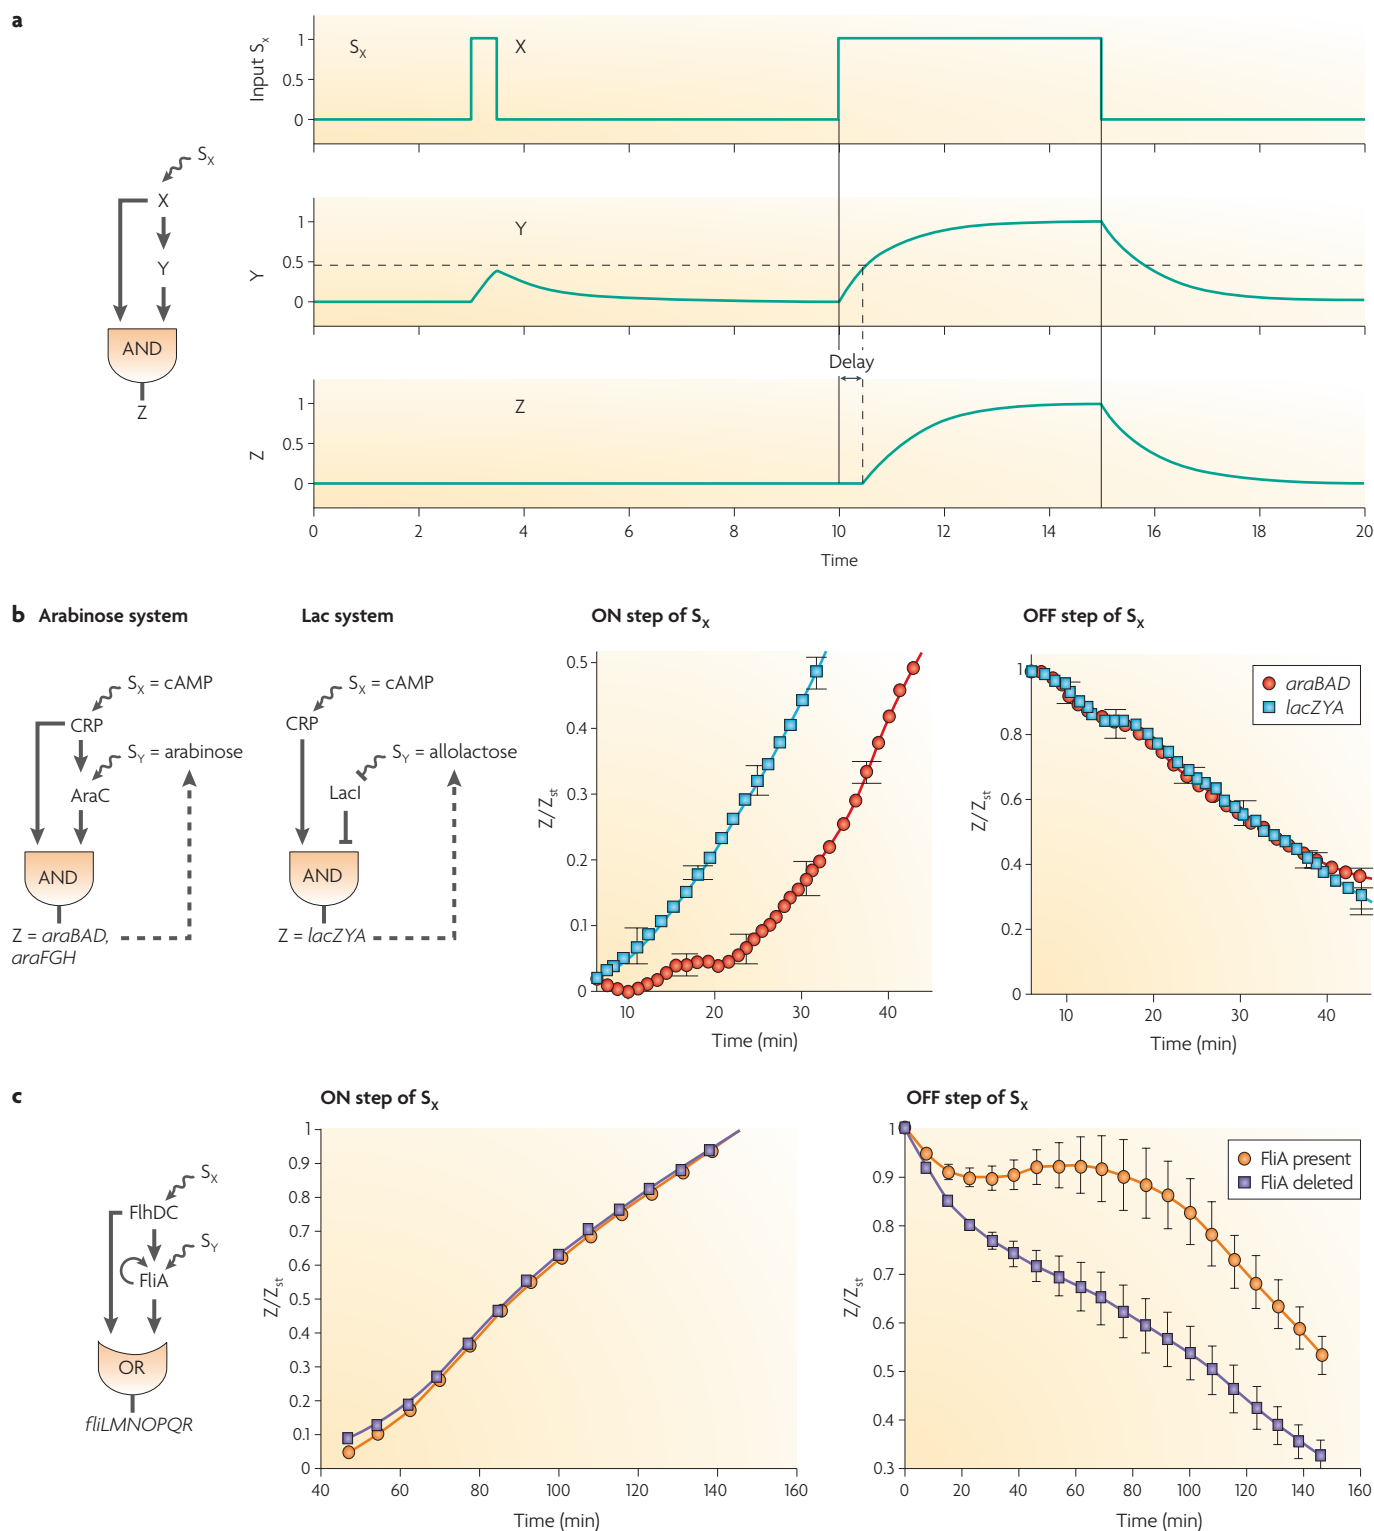 a
Input Sx
1
0.5
0
Sx
X
Sx
X
Y
AND
Z
Y
1
0.5
0
Y
Delay
Z
1
0.5
0
Z
0 2 4 6 8 10 12 14 16 18 20
Time
b Arabinose system
Sx = cAMP
CRP
SY = arabinose
AraC
AND
Z = araBAD,
araFGH
Lac system
Sx = cAMP
CRP
SY = allolactose
LacI
AND
Z = lacZYA
ON step of Sx
Z/Zst
0.5
0.4
0.3
0.2
0.1
0
10 20 30 40
Time (min)
OFF step of Sx
araBAD
lacZYA
Z/Zst
1
0.8
0.6
0.4
0.2
0
10 20 30 40
Time (min)
c
Sx
FlhDC
SY
FliA
OR
fliLMNOPQR
ON step of Sx
Z/Zst
1
0.9
0.8
0.7
0.6
0.5
0.4
0.3
0.2
0.1
0
40 60 80 100 120 140 160
Time (min)
OFF step of Sx
FliA present
FliA deleted
Z/Zst
1
0.9
0.8
0.7
0.6
0.5
0.4
0.3
0 20 40 60 80 100 120 140 160
Time (min)